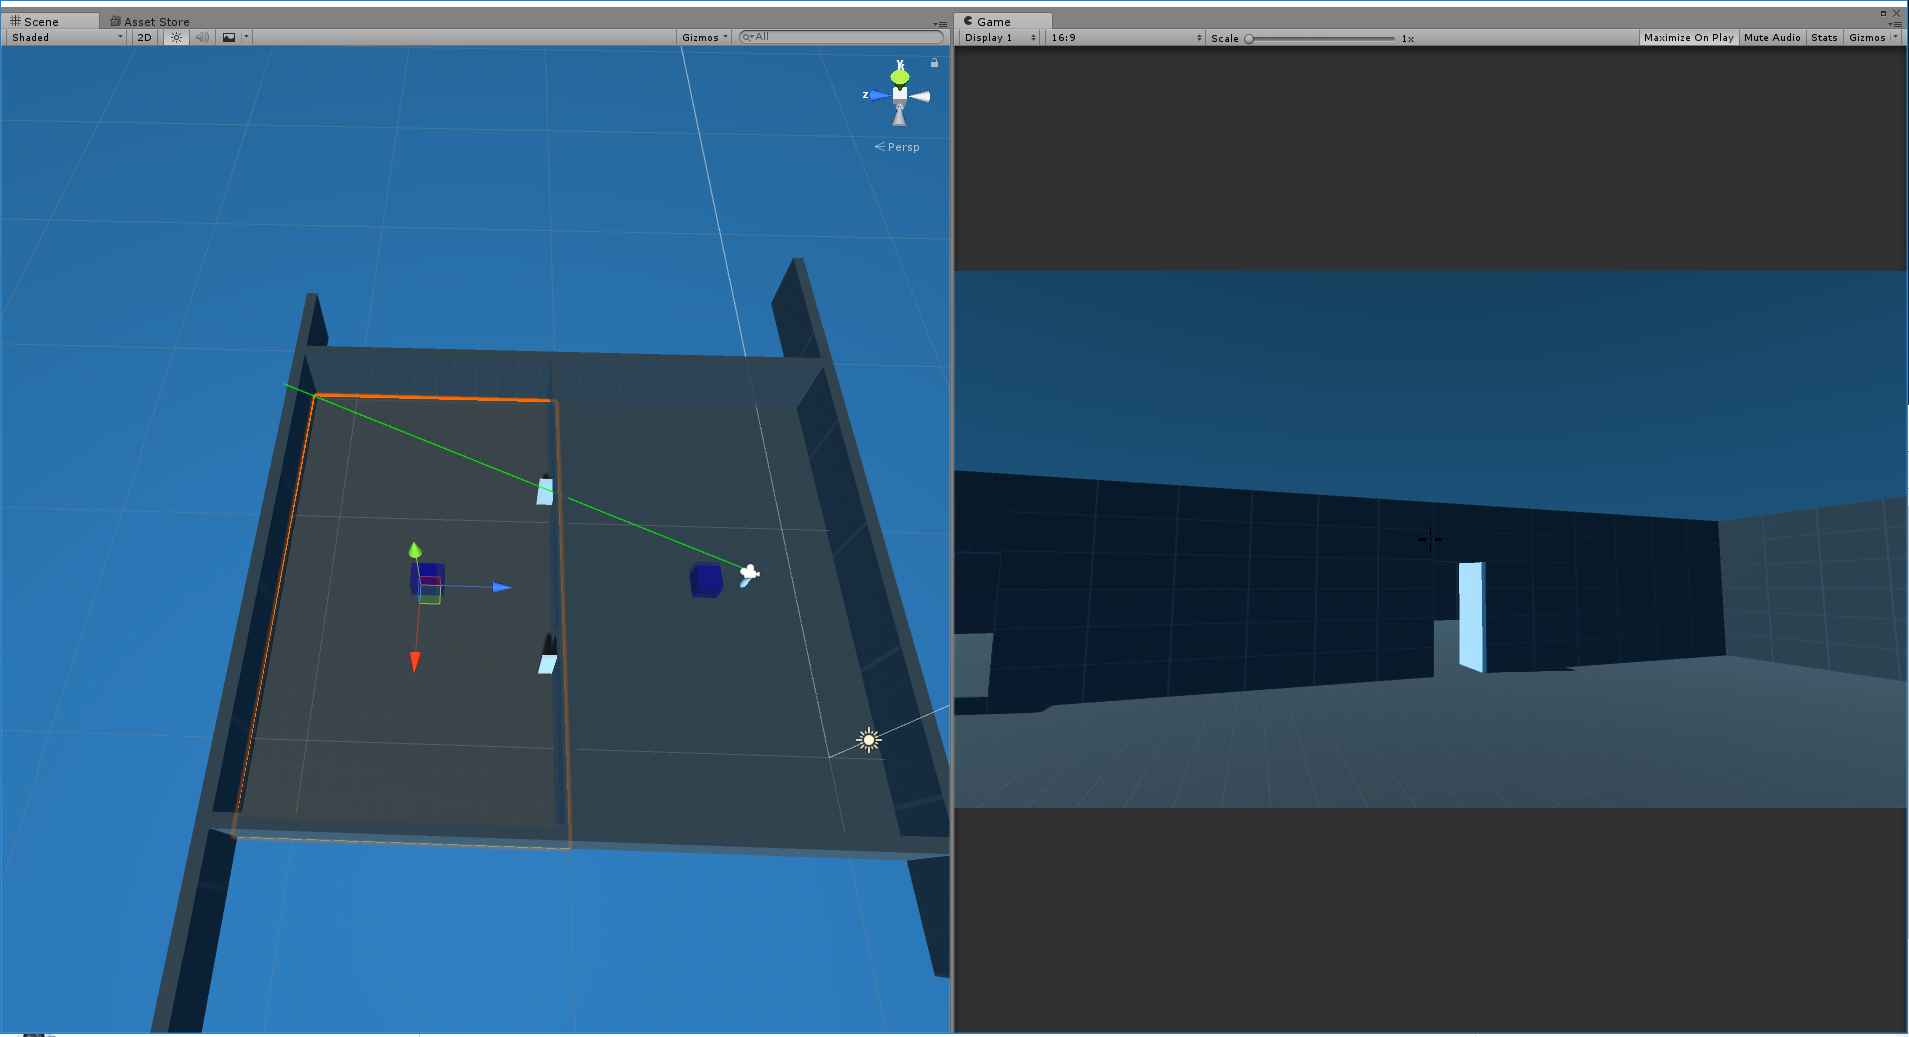 Scene
Asset Store
Shaded
2D
Gizmos
All
y
z
Persp
Game
Display 1
16:9
Scale
1x
Maximize On Play
Mute Audio
Stats
Gizmos